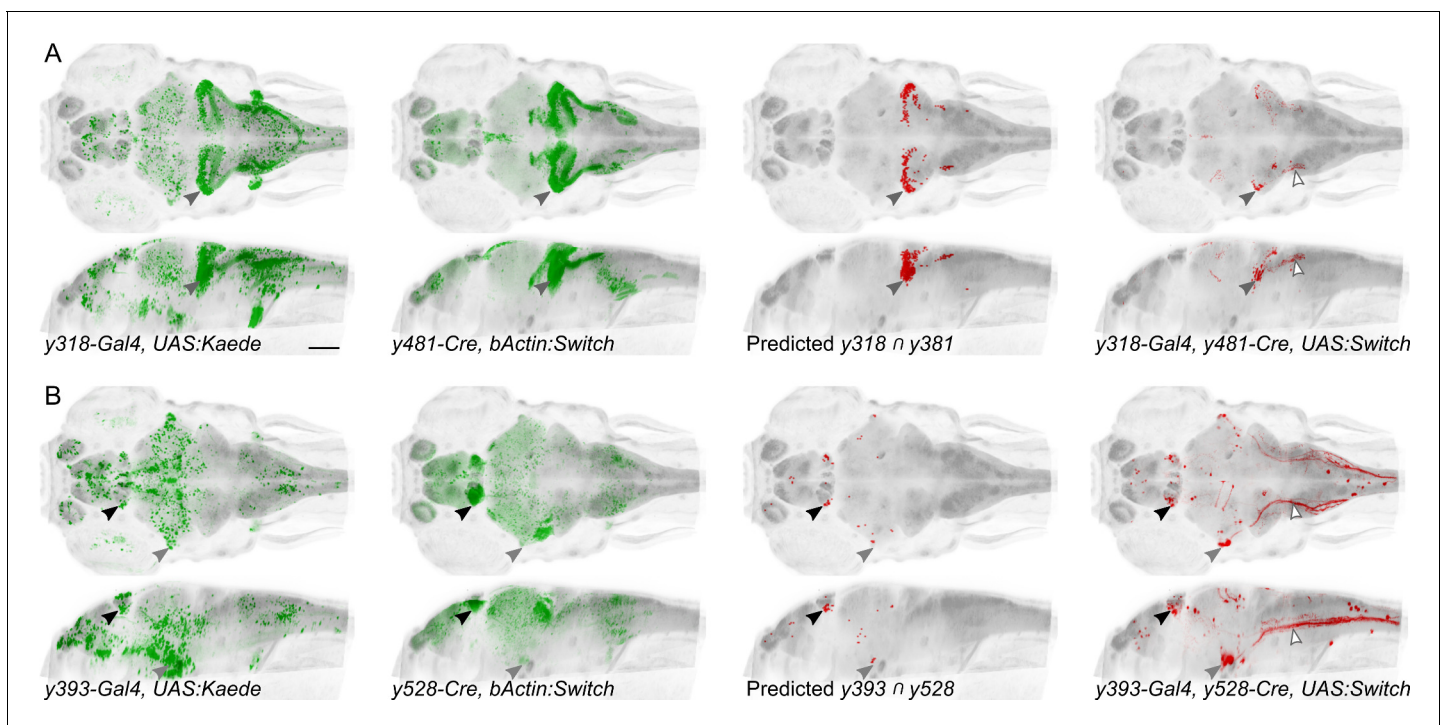 A
y318-Gal4, UAS:Kaede
y481-Cre, bActin:Switch
Predicted y318 ∩ y381
y318-Gal4, y481-Cre, UAS:Switch
B
y393-Gal4, UAS:Kaede
y528-Cre, bActin:Switch
Predicted y393 ∩ y528
y393-Gal4, y528-Cre, UAS:Switch